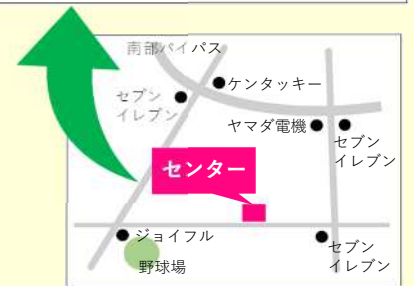 南部バイパス
ケンタッキー
セブン
イレブン
ヤマダ電機
セブン
イレブン
センター
ジョイフル
野球場
セブン
イレブン